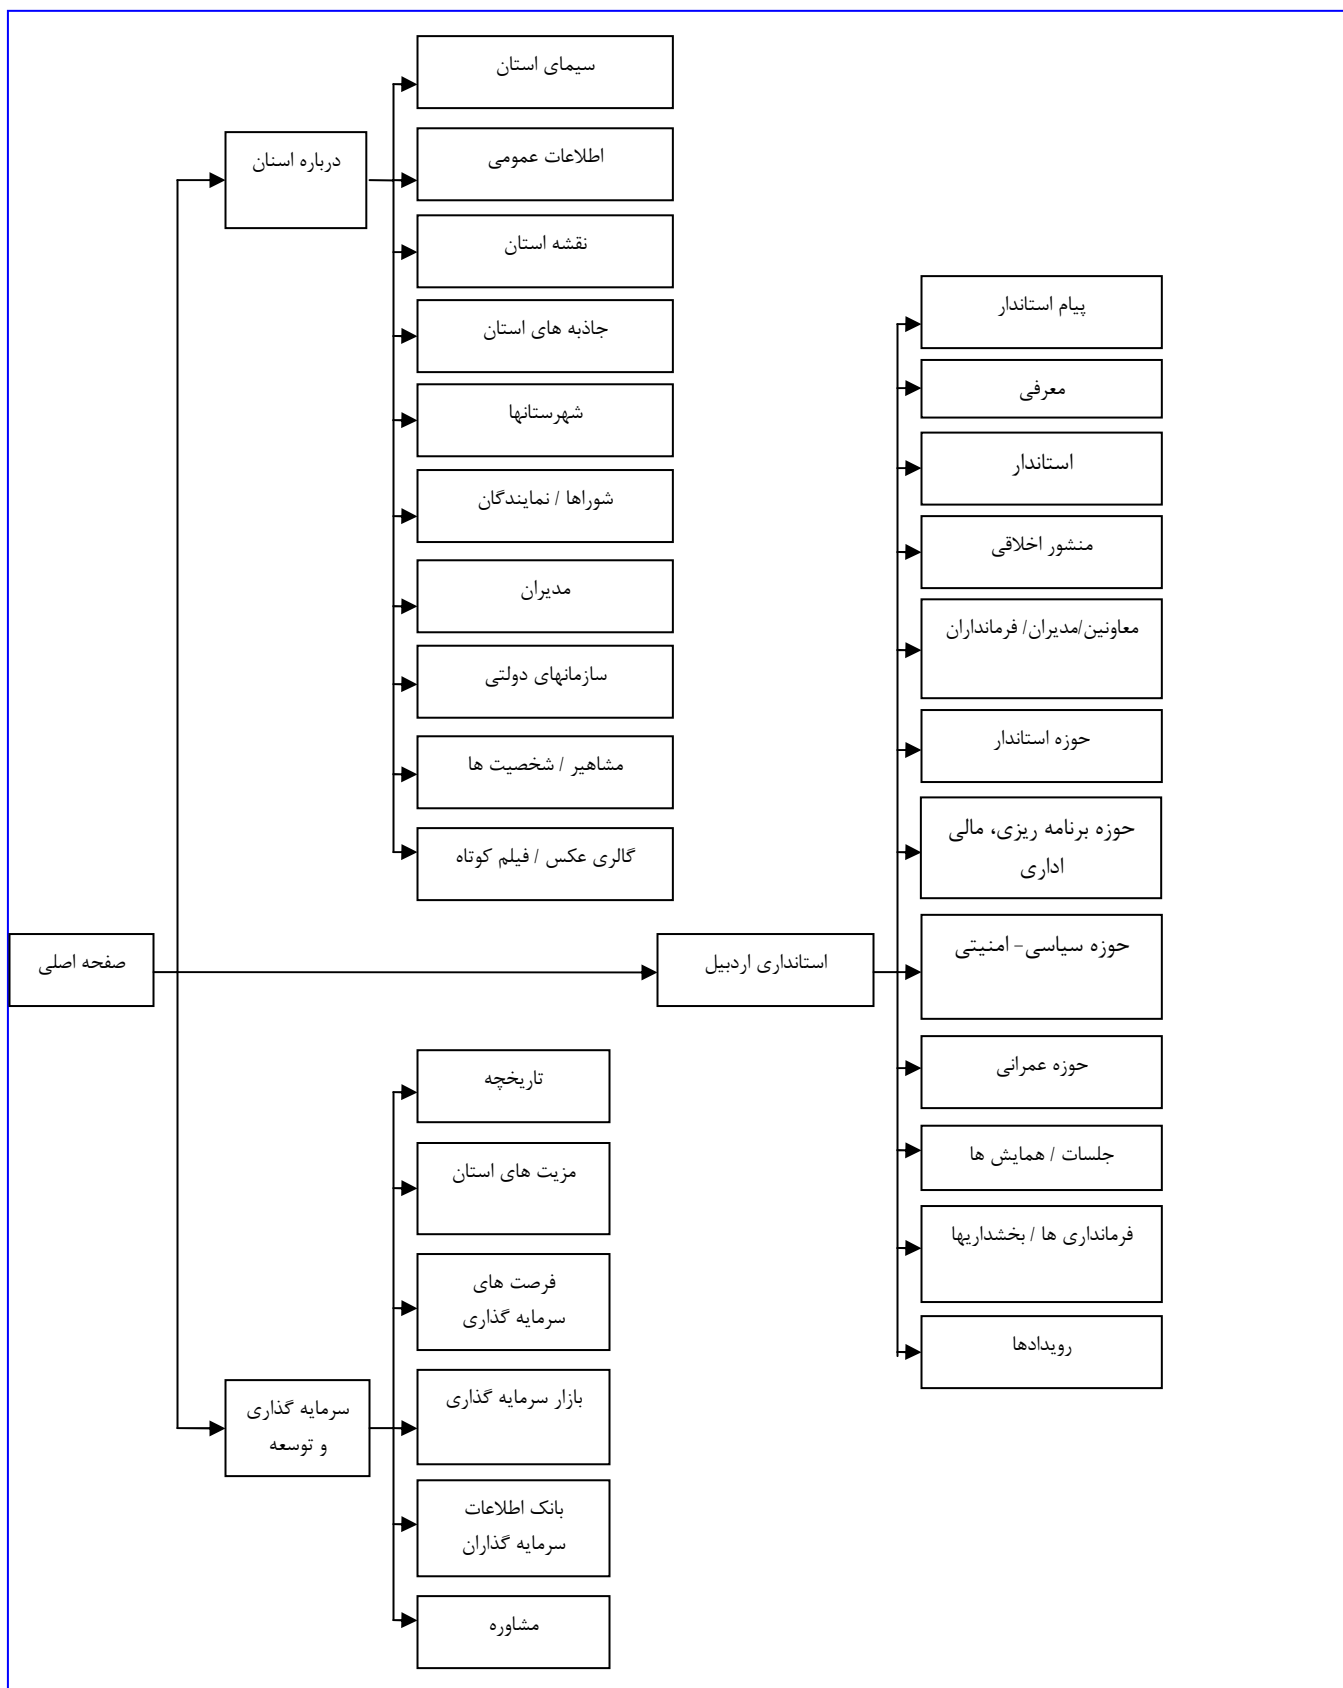 سیمای استان
درباره اسنان
اطلاعات عمومی
نقشه استان
جاذبه های استان
شهرستانها
شوراها / نمایندگان
مدیران
سازمانهای دولتی
مشاهیر / شخصیت ها
گالری عکس / فیلم کوتاه
صفحه اصلی
استانداری اردبیل
پیام استاندار
معرفی
استاندار
منشور اخلاقی
معاونین/مدیران/ فرمانداران
حوزه استاندار
حوزه برنامه ریزی، مالی
اداری
حوزه سیاسی- امنیتی
حوزه عمرانی
جلسات / همایش ها
فرمانداری ها / بخشداریها
رویدادها
سرمایه گذاری
و توسعه
تاریخچه
مزیت های استان
فرصت های
سرمایه گذاری
بازار سرمایه گذاری
بانک اطلاعات
سرمایه گذاران
مشاوره